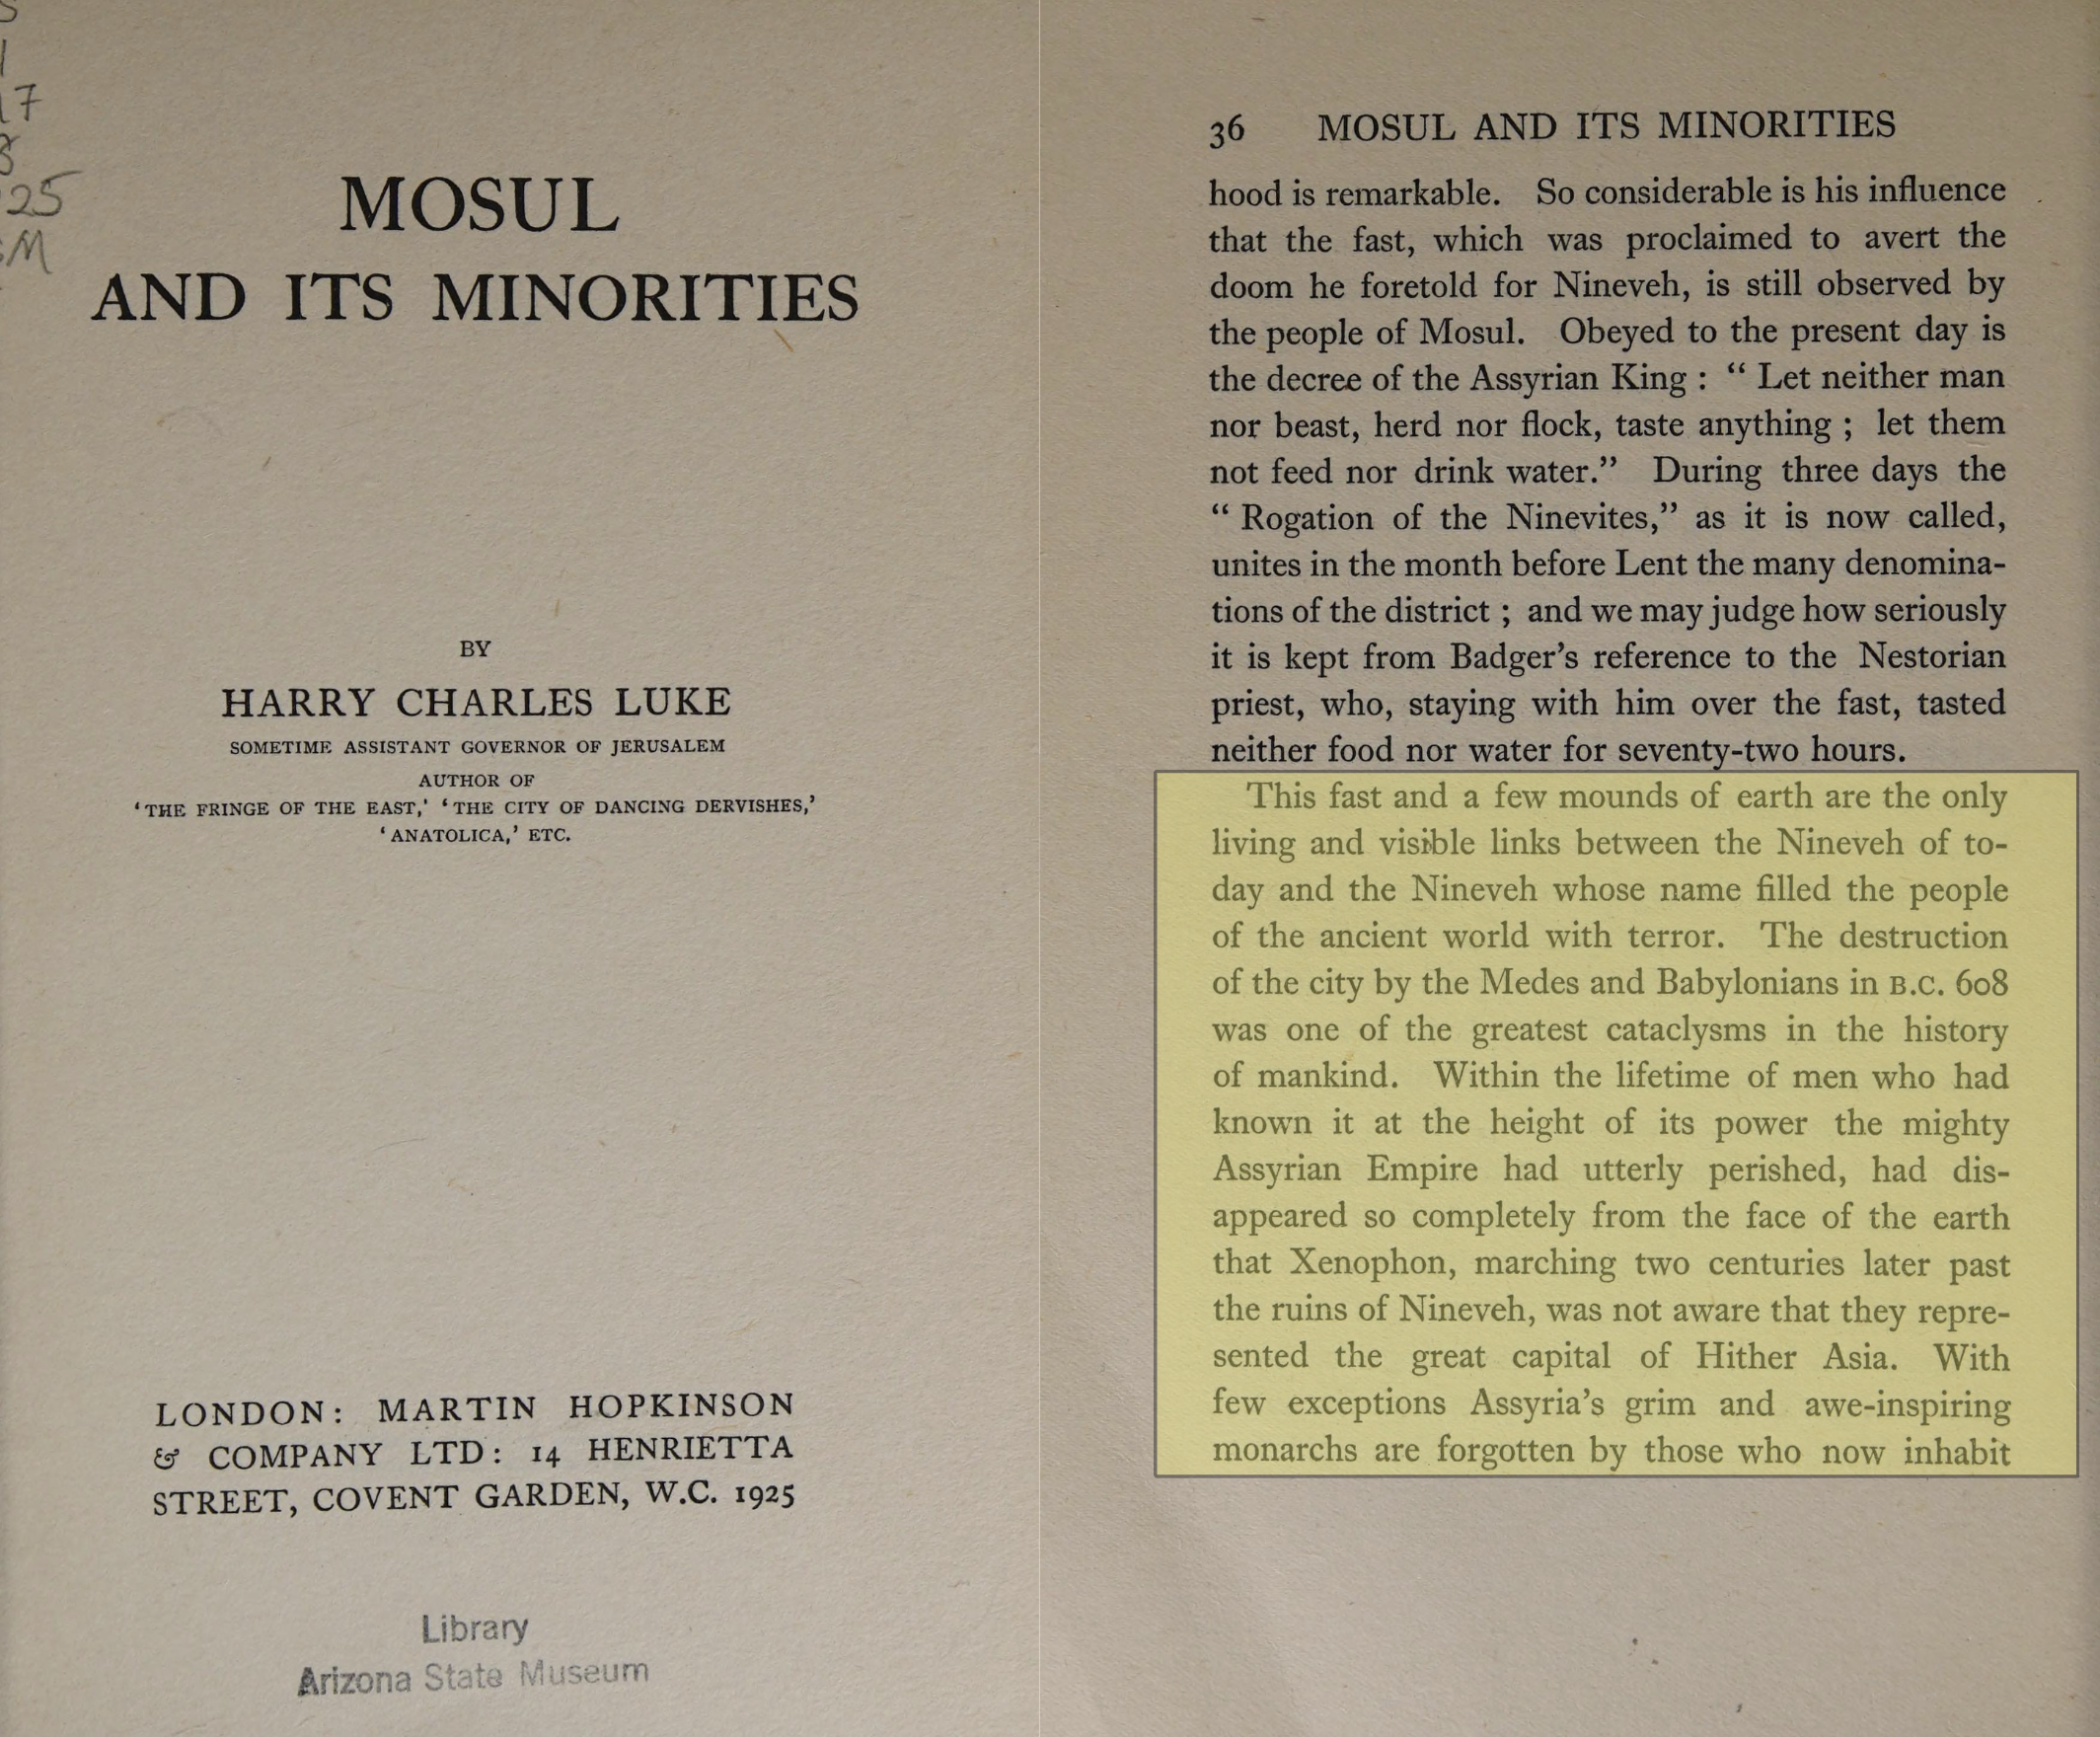 17
25
M
MOSUL
AND ITS MINORITIES
BY
HARRY CHARLES LUKE
SOMETIME ASSISTANT GOVERNOR OF JERUSALEM
AUTHOR OF
‘THE FRINGE OF THE EAST,’ ‘THE CITY OF DANCING DERVISHES,’
‘ANATOLICA,’ ETC.
LONDON: MARTIN HOPKINSON
& COMPANY LTD: 14 HENRIETTA
STREET, COVENT GARDEN, W.C. 1925
Library
Arizona State Museum
36 MOSUL AND ITS MINORITIES
hood is remarkable. So considerable is his influence
that the fast, which was proclaimed to avert the
doom he foretold for Nineveh, is still observed by
the people of Mosul. Obeyed to the present day is
the decree of the Assyrian King : “ Let neither man
nor beast, herd nor flock, taste anything ; let them
not feed nor drink water.” During three days the
“ Rogation of the Ninevites,” as it is now called,
unites in the month before Lent the many denomina-
tions of the district ; and we may judge how seriously
it is kept from Badger’s reference to the Nestorian
priest, who, staying with him over the fast, tasted
neither food nor water for seventy-two hours.
This fast and a few mounds of earth are the only
living and visible links between the Nineveh of to-
day and the Nineveh whose name filled the people
of the ancient world with terror. The destruction
of the city by the Medes and Babylonians in B.C. 608
was one of the greatest cataclysms in the history
of mankind. Within the lifetime of men who had
known it at the height of its power the mighty
Assyrian Empire had utterly perished, had dis-
appeared so completely from the face of the earth
that Xenophon, marching two centuries later past
the ruins of Nineveh, was not aware that they repre-
sented the great capital of Hither Asia. With
few exceptions Assyria’s grim and awe-inspiring
monarchs are forgotten by those who now inhabit